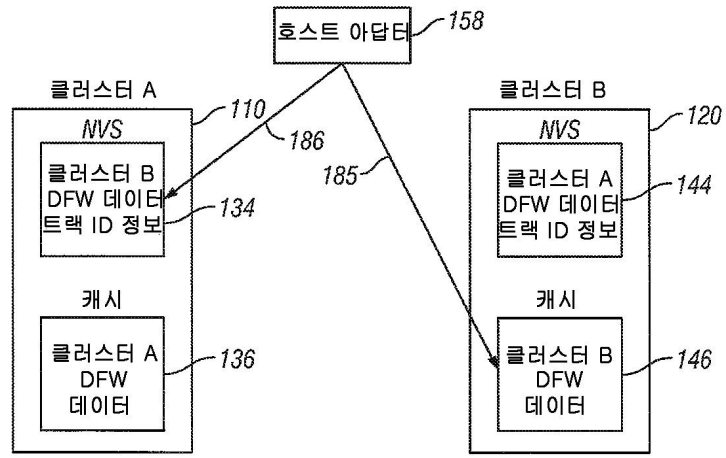 호스트 아답터
158
클러스터 A
110
NVS
클러스터 B
DFW 데이터
트랙 ID 정보
134
캐시
클러스터 A
DFW
데이터
136
186
185
클러스터 B
120
NVS
클러스터 A
DFW 데이터
트랙 ID 정보
144
캐시
클러스터 B
DFW
데이터
146